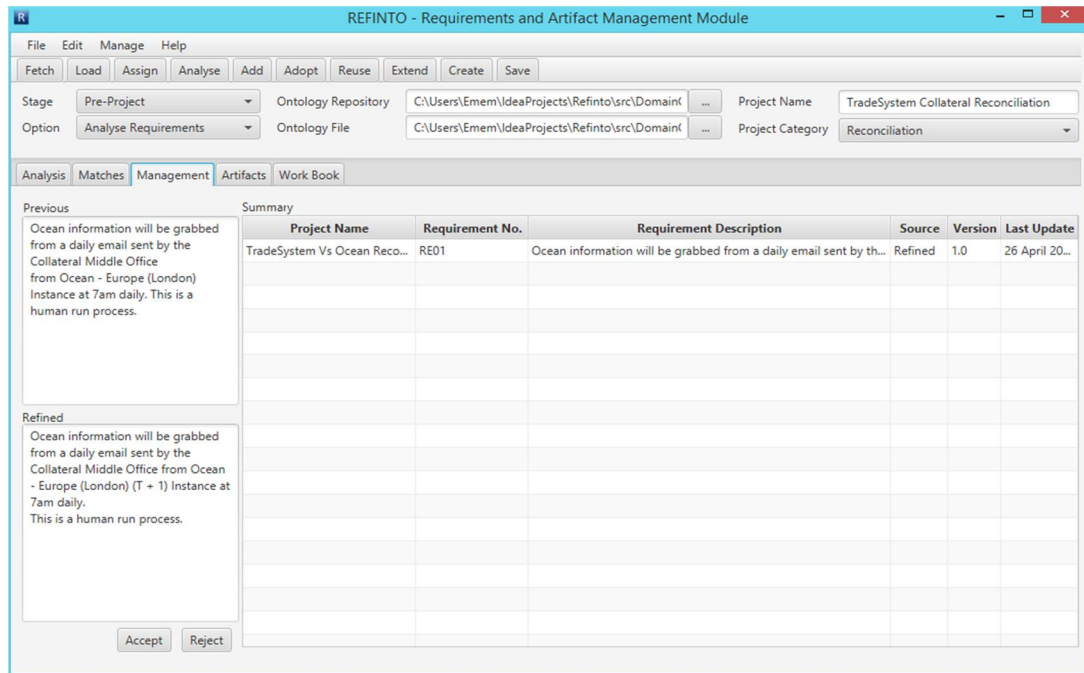 R
REFINTO - Requirements and Artifact Management Module
File Edit Manage Help
Fetch Load Assign Analyse Add Adopt Reuse Extend Create Save
Stage Pre-Project Ontology Repository C:\Users\Emem\IdeaProjects\Refinto\src\Domain( ... Project Name TradeSystem Collateral Reconciliation
Option Analyse Requirements Ontology File C:\Users\Emem\IdeaProjects\Refinto\src\Domain( ... Project Category Reconciliation
Analysis Matches Management Artifacts Work Book
Previous
Ocean information will be grabbed
from a daily email sent by the
Collateral Middle Office
from Ocean - Europe (London)
Instance at 7am daily. This is a
human run process.
Refined
Ocean information will be grabbed
from a daily email sent by the
Collateral Middle Office from Ocean
- Europe (London) (T + 1) Instance at
7am daily.
This is a human run process.
Accept Reject
Summary
Project Name Requirement No. Requirement Description Source Version Last Update
TradeSystem Vs Ocean Reco... RE01 Ocean information will be grabbed from a daily email sent by th... Refined 1.0 26 April 20...